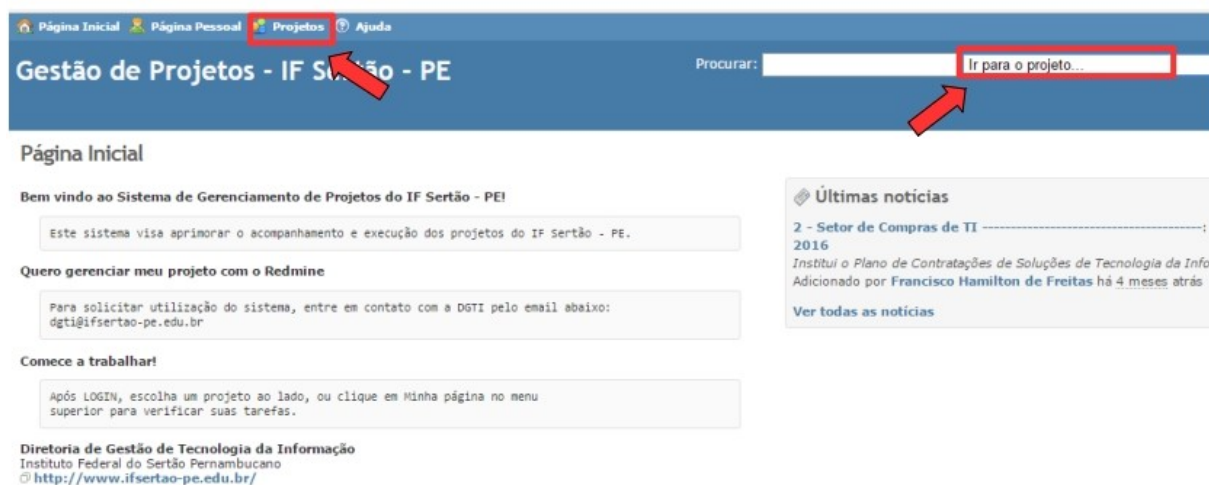 Página Inicial Página Pessoal Projetos Ajuda
Gestão de Projetos - IF Sertão - PE
Procurar:
Ir para o projeto...
Página Inicial
Bem vindo ao Sistema de Gerenciamento de Projetos do IF Sertão - PE!
Este sistema visa aprimorar o acompanhamento e execução dos projetos do IF Sertão - PE.
Quero gerenciar meu projeto com o Redmine
Para solicitar utilização do sistema, entre em contato com a DGTI pelo email abaixo:
dgti@ifsertao-pe.edu.br
Comece a trabalhar!
Após LOGIN, escolha um projeto ao lado, ou clique em Minha página no menu
superior para verificar suas tarefas.
Diretoria de Gestão de Tecnologia da Informação
Instituto Federal do Sertão Pernambucano
http://www.ifsertao-pe.edu.br/
Últimas notícias
2 - Setor de Compras de TI --------------------------------------:
2016
Institui o Plano de Contratações de Soluções de Tecnologia da Info
Adicionado por Francisco Hamilton de Freitas há 4 meses atrás
Ver todas as notícias